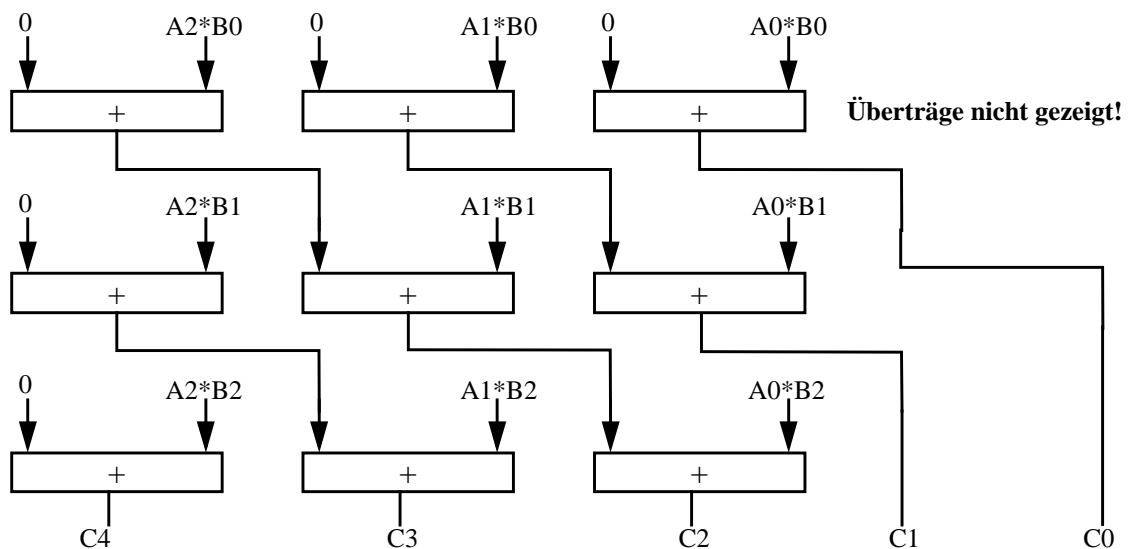 0 A2*B0 0 A1*B0 0 A0*B0
+ + + Überträge nicht gezeigt!
0 A2*B1 A1*B1 A0*B1
+ + +
0 A2*B2 A1*B2 A0*B2
+ + +
C4 C3 C2 C1 C0